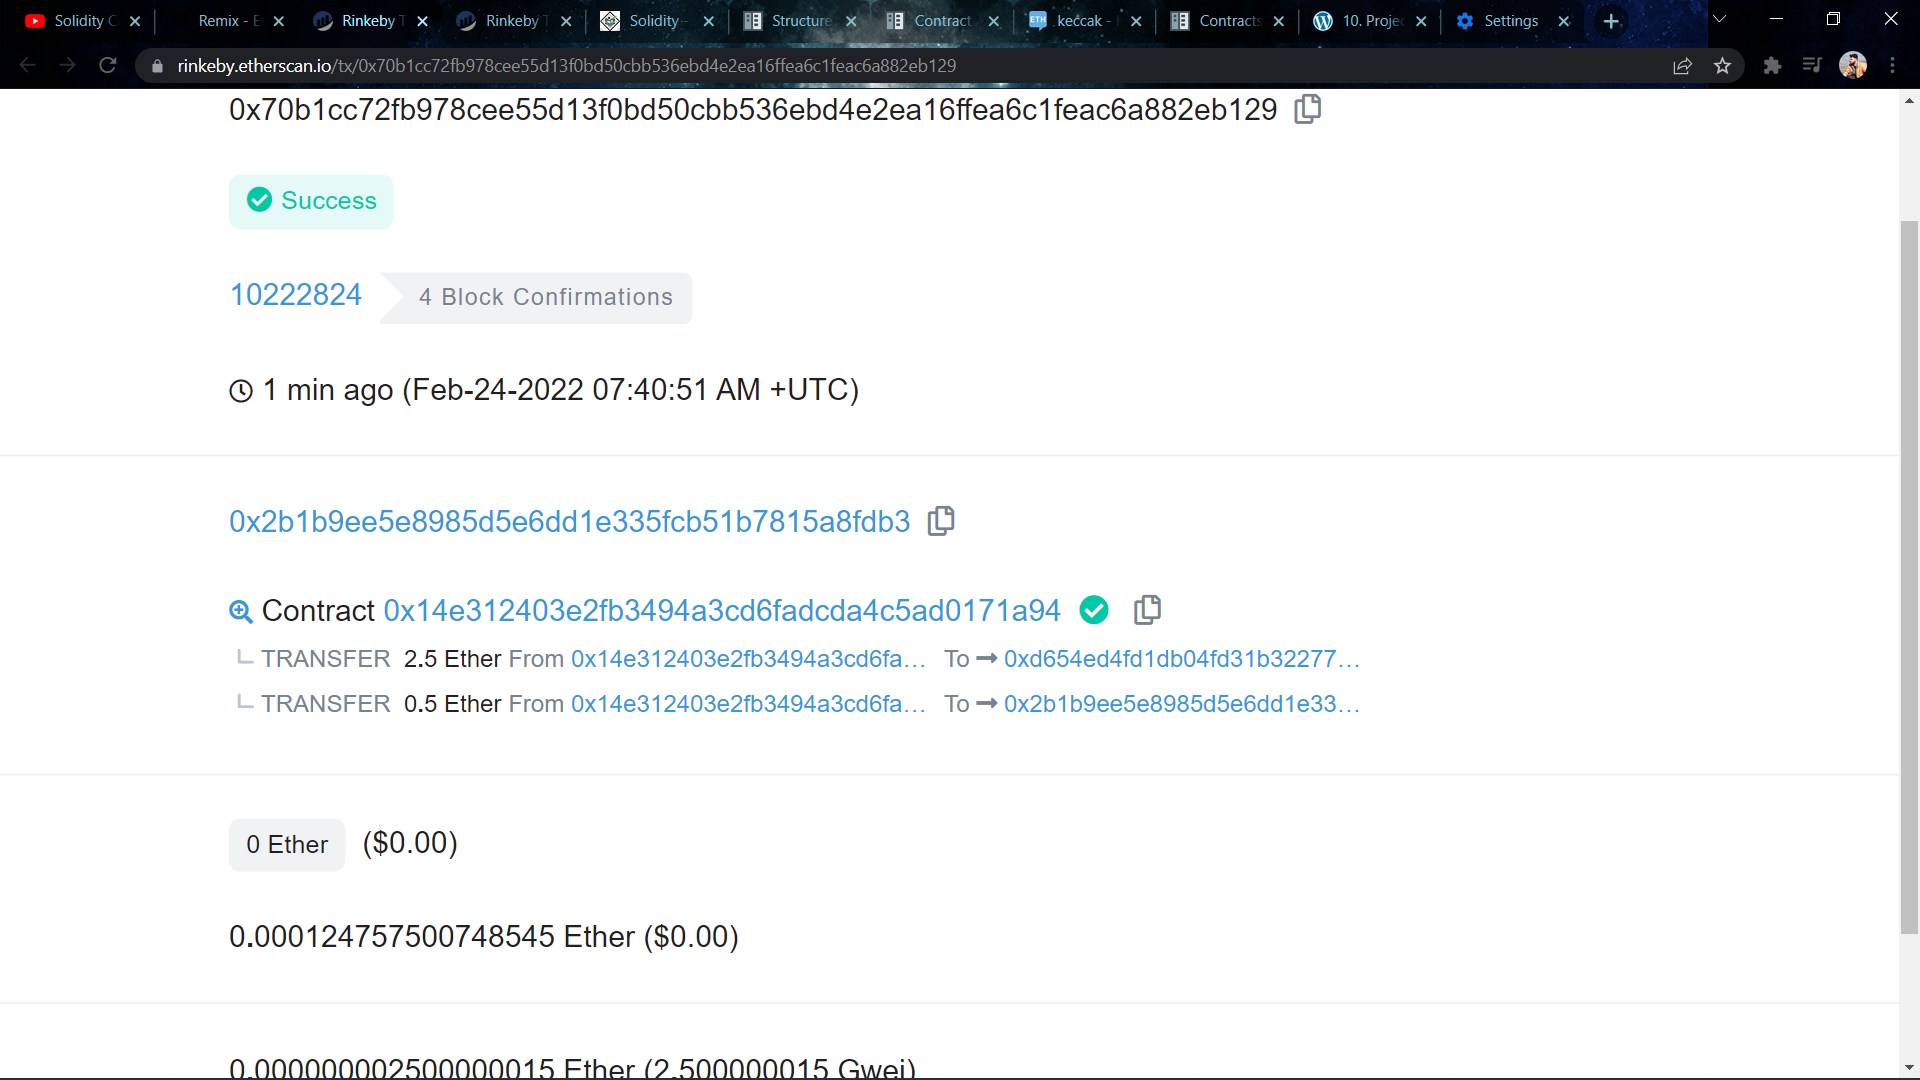 Solidity C
Remix - E
Rinkeby T
Rinkeby T
Solidity -
Structure
Contract
keccak -
Contracts
10. Projec
Settings
rinkeby.etherscan.io/tx/0x70b1cc72fb978cee55d13f0bd50cbb536ebd4e2ea16ffea6c1feac6a882eb129
0x70b1cc72fb978cee55d13f0bd50cbb536ebd4e2ea16ffea6c1feac6a882eb129
Success
10222824 4 Block Confirmations
1 min ago (Feb-24-2022 07:40:51 AM +UTC)
0x2b1b9ee5e8985d5e6dd1e335fcb51b7815a8fdb3
Contract 0x14e312403e2fb3494a3cd6fadcda4c5ad0171a94
TRANSFER 2.5 Ether From 0x14e312403e2fb3494a3cd6fa... To 0xd654ed4fd1db04fd31b32277...
TRANSFER 0.5 Ether From 0x14e312403e2fb3494a3cd6fa... To 0x2b1b9ee5e8985d5e6dd1e33...
0 Ether ($0.00)
0.000124757500748545 Ether ($0.00)
0.000000002500000015 Ether (2.500000015 Gwei)